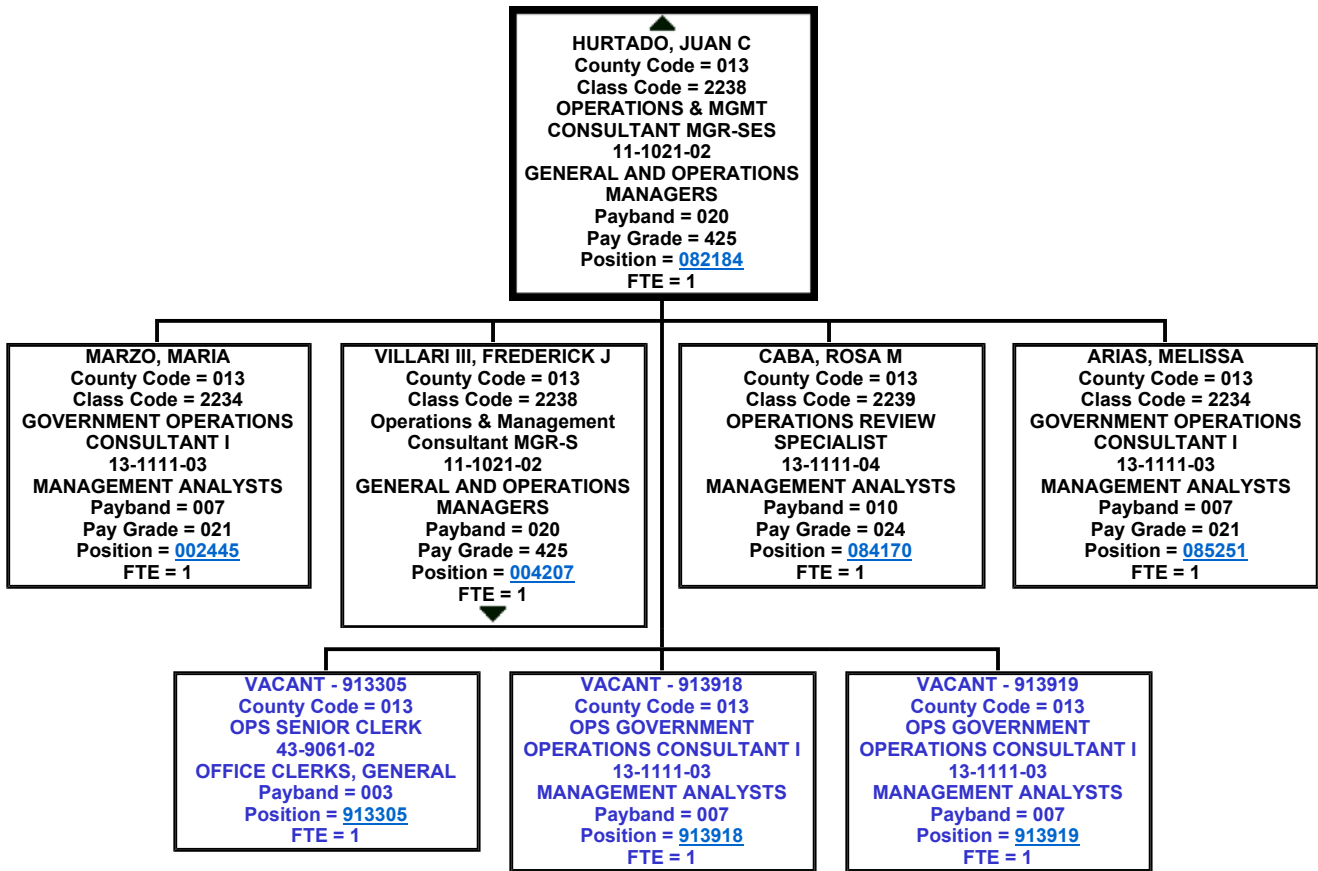 HURTADO, JUAN C
County Code = 013
Class Code = 2238
OPERATIONS & MGMT
CONSULTANT MGR-SES
11-1021-02
GENERAL AND OPERATIONS
MANAGERS
Payband = 020
Pay Grade = 425
Position = 082184
FTE = 1
MARZO, MARIA
County Code = 013
Class Code = 2234
GOVERNMENT OPERATIONS
CONSULTANT I
13-1111-03
MANAGEMENT ANALYSTS
Payband = 007
Pay Grade = 021
Position = 002445
FTE = 1
VILLARI III, FREDERICK J
County Code = 013
Class Code = 2238
Operations & Management
Consultant MGR-S
11-1021-02
GENERAL AND OPERATIONS
MANAGERS
Payband = 020
Pay Grade = 425
Position = 004207
FTE = 1
CABA, ROSA M
County Code = 013
Class Code = 2239
OPERATIONS REVIEW
SPECIALIST
13-1111-04
MANAGEMENT ANALYSTS
Payband = 010
Pay Grade = 024
Position = 084170
FTE = 1
ARIAS, MELISSA
County Code = 013
Class Code = 2234
GOVERNMENT OPERATIONS
CONSULTANT I
13-1111-03
MANAGEMENT ANALYSTS
Payband = 007
Pay Grade = 021
Position = 085251
FTE = 1
VACANT - 913305
County Code = 013
OPS SENIOR CLERK
43-9061-02
OFFICE CLERKS, GENERAL
Payband = 003
Position = 913305
FTE = 1
VACANT - 913918
County Code = 013
OPS GOVERNMENT
OPERATIONS CONSULTANT I
13-1111-03
MANAGEMENT ANALYSTS
Payband = 007
Position = 913918
FTE = 1
VACANT - 913919
County Code = 013
OPS GOVERNMENT
OPERATIONS CONSULTANT I
13-1111-03
MANAGEMENT ANALYSTS
Payband = 007
Position = 913919
FTE = 1